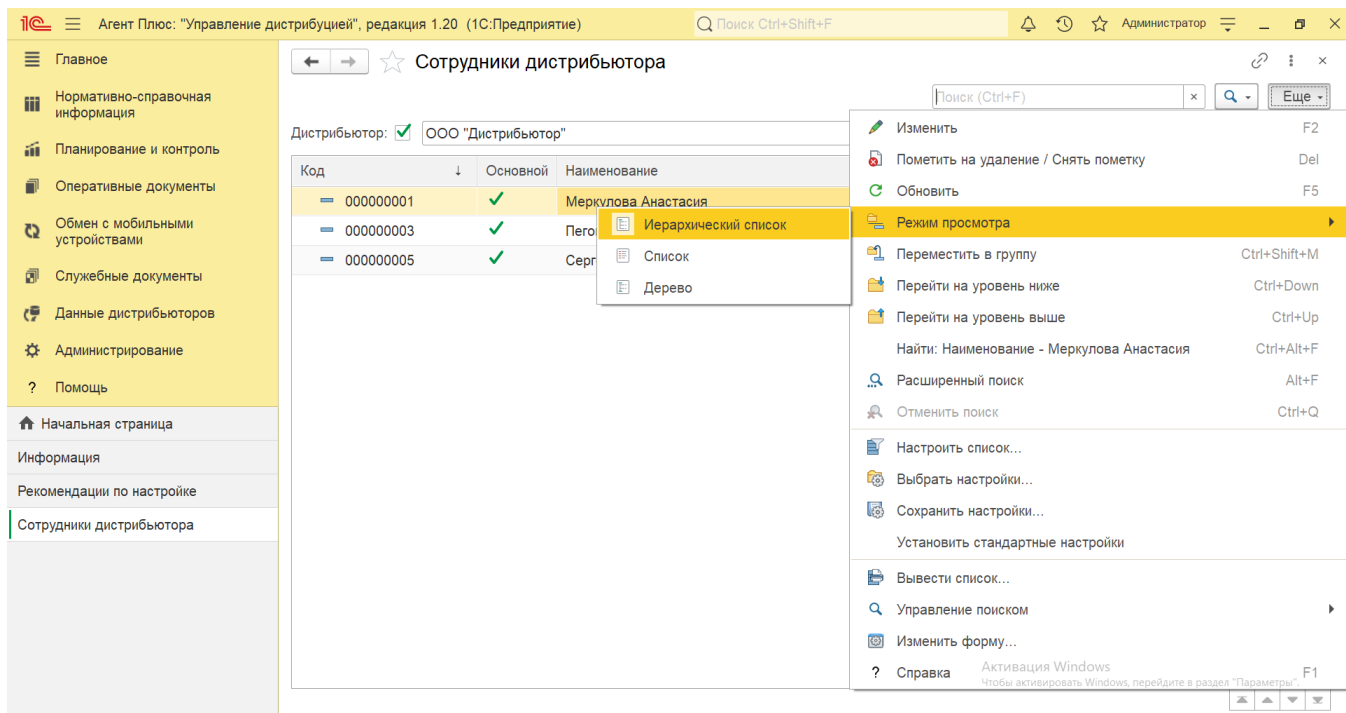 1C Агент Плюс: "Управление дистрибуцией", редакция 1.20 (1С:Предприятие) Поиск Ctrl+Shift+F Администратор
Главное
Нормативно-справочная
информация
Планирование и контроль
Оперативные документы
Обмен с мобильными
устройствами
Служебные документы
Данные дистрибьюторов
Администрирование
? Помощь
Начальная страница
Информация
Рекомендации по настройке
Сотрудники дистрибьютора
Сотрудники дистрибьютора
Поиск (Ctrl+F) × Еще
Дистрибьютор: ООО "Дистрибьютор"
Код ↓ Основной Наименование
000000001 Меркулова Анастасия
000000003 Пего
000000005 Серг
Иерархический список
Список
Дерево
Изменить F2
Пометить на удаление / Снять пометку Del
Обновить F5
Режим просмотра
Переместить в группу Ctrl+Shift+M
Перейти на уровень ниже Ctrl+Down
Перейти на уровень выше Ctrl+Up
Найти: Наименование - Меркулова Анастасия Ctrl+Alt+F
Расширенный поиск Alt+F
Отменить поиск Ctrl+Q
Настроить список...
Выбрать настройки...
Сохранить настройки...
Установить стандартные настройки
Вывести список...
Управление поиском
Изменить форму...
? Справка F1
Активация Windows
Чтобы активировать Windows, перейдите в раздел "Параметры".